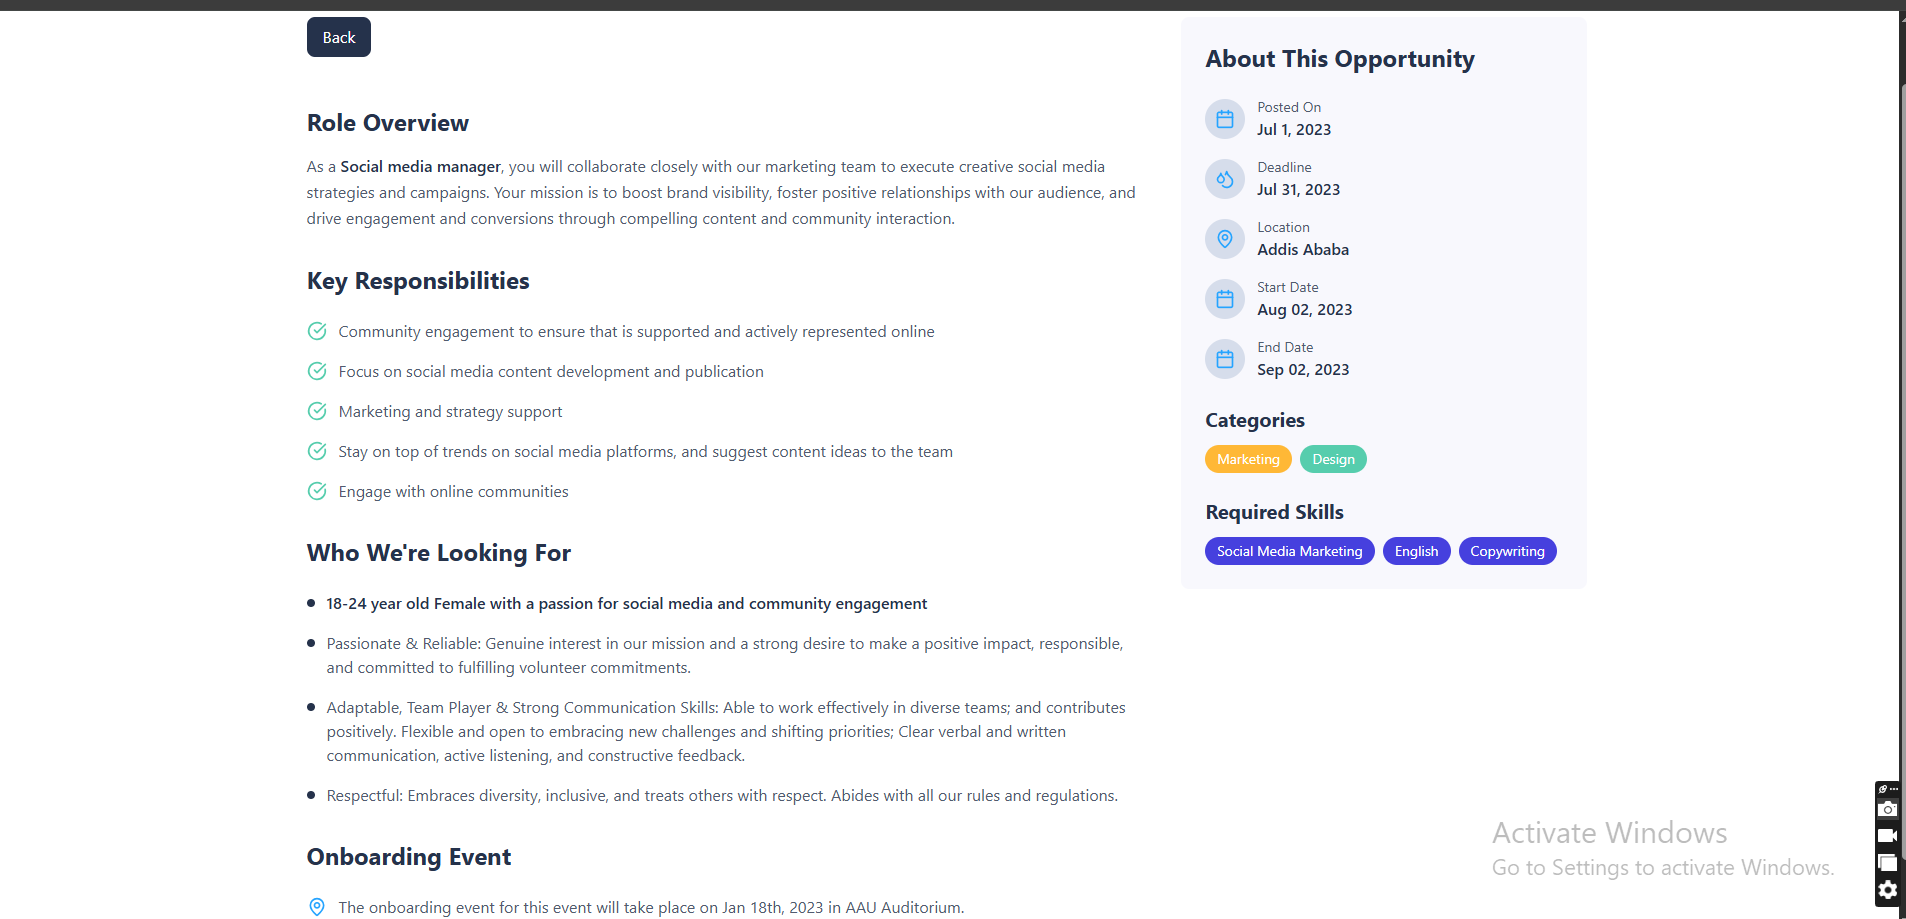 Back
Role Overview
As a Social media manager, you will collaborate closely with our marketing team to execute creative social media
strategies and campaigns. Your mission is to boost brand visibility, foster positive relationships with our audience, and
drive engagement and conversions through compelling content and community interaction.
Key Responsibilities
Community engagement to ensure that is supported and actively represented online
Focus on social media content development and publication
Marketing and strategy support
Stay on top of trends on social media platforms, and suggest content ideas to the team
Engage with online communities
Who We're Looking For
18-24 year old Female with a passion for social media and community engagement
Passionate & Reliable: Genuine interest in our mission and a strong desire to make a positive impact, responsible,
and committed to fulfilling volunteer commitments.
Adaptable, Team Player & Strong Communication Skills: Able to work effectively in diverse teams; and contributes
positively. Flexible and open to embracing new challenges and shifting priorities; Clear verbal and written
communication, active listening, and constructive feedback.
Respectful: Embraces diversity, inclusive, and treats others with respect. Abides with all our rules and regulations.
Onboarding Event
The onboarding event for this event will take place on Jan 18th, 2023 in AAU Auditorium.
About This Opportunity
Posted On
Jul 1, 2023
Deadline
Jul 31, 2023
Location
Addis Ababa
Start Date
Aug 02, 2023
End Date
Sep 02, 2023
Categories
Marketing Design
Required Skills
Social Media Marketing English Copywriting
Activate Windows
Go to Settings to activate Windows.